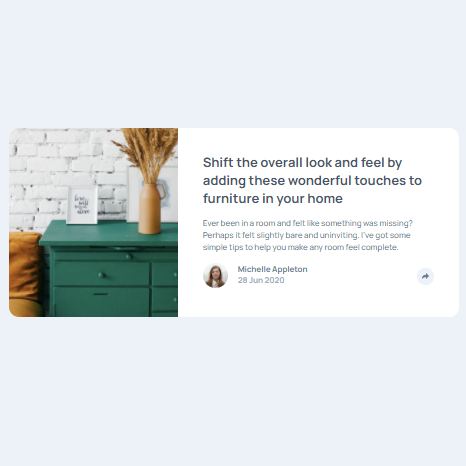 Shift the overall look and feel by
adding these wonderful touches to
furniture in your home
Ever been in a room and felt like something was missing?
Perhaps it felt slightly bare and uninviting. I've got some
simple tips to help you make any room feel complete.
Michelle Appleton
28 Jun 2020